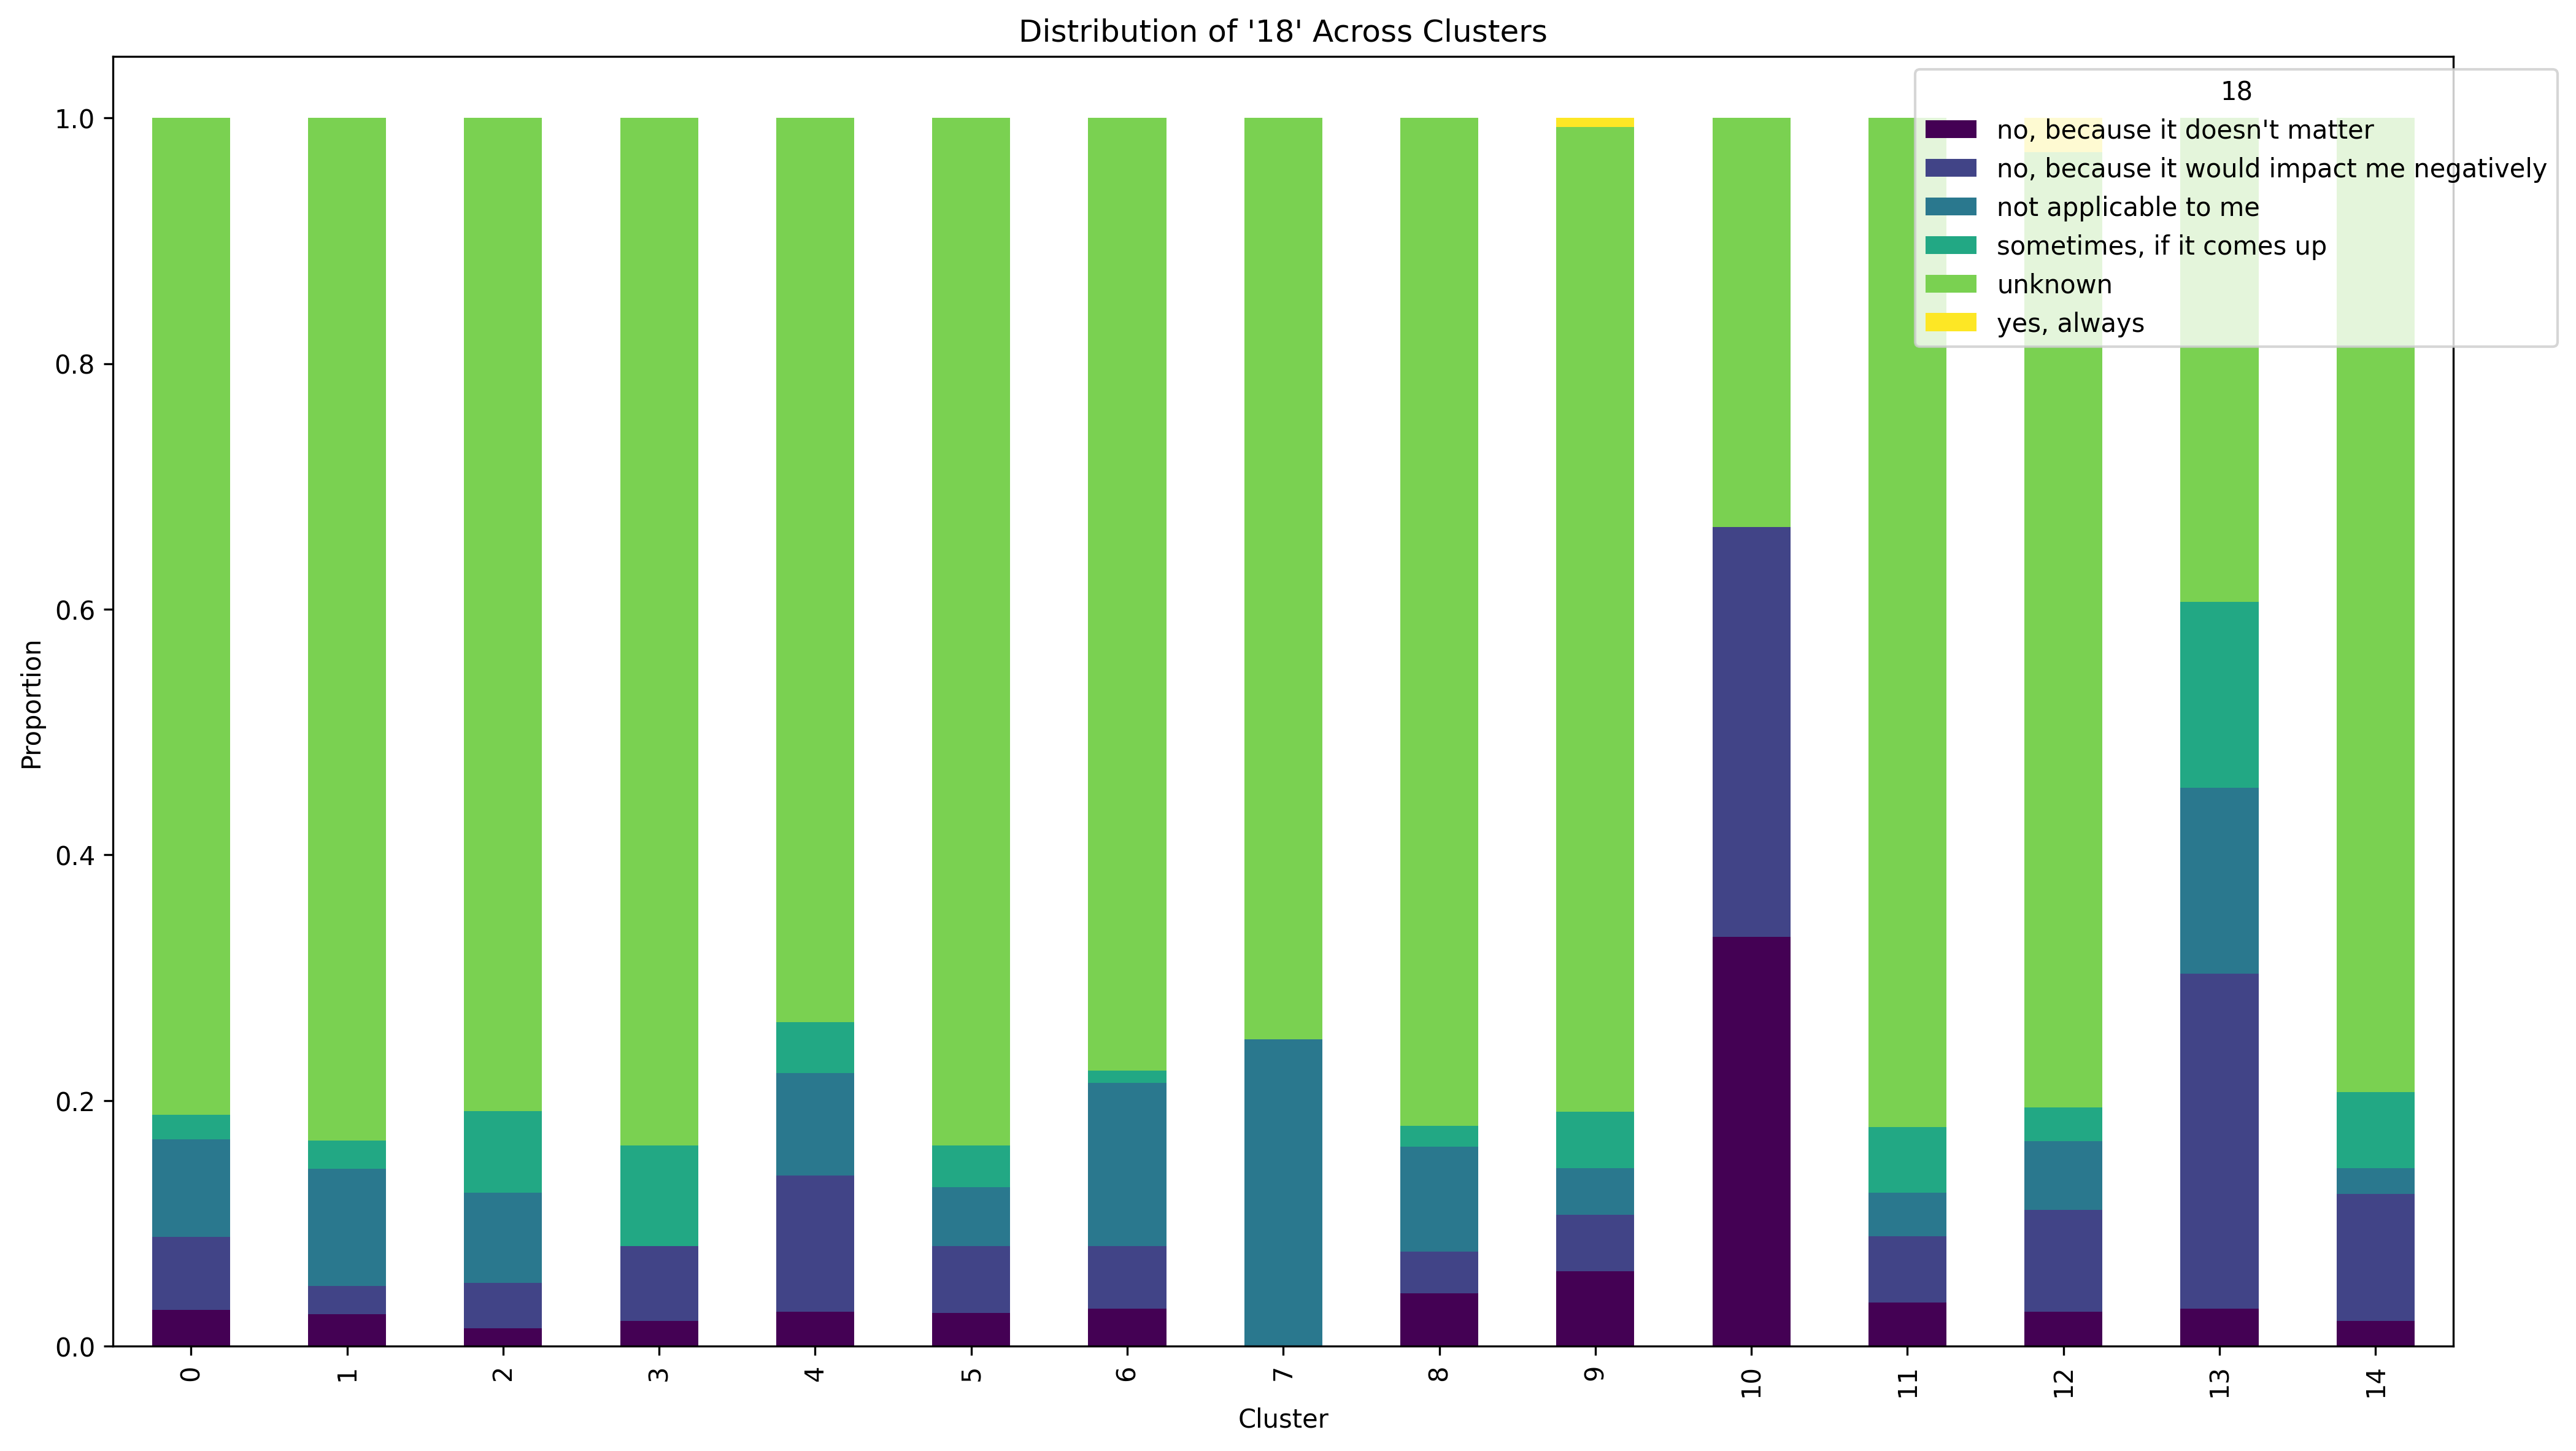 Distribution of '18' Across Clusters
18
no, because it doesn't matter
no, because it would impact me negatively
not applicable to me
sometimes, if it comes up
unknown
yes, always
1.0
0.8
0.6
0.4
0.2
0.0
Proportion
0 1 2 3 4 5 6 7 8 9 10 11 12 13 14
Cluster